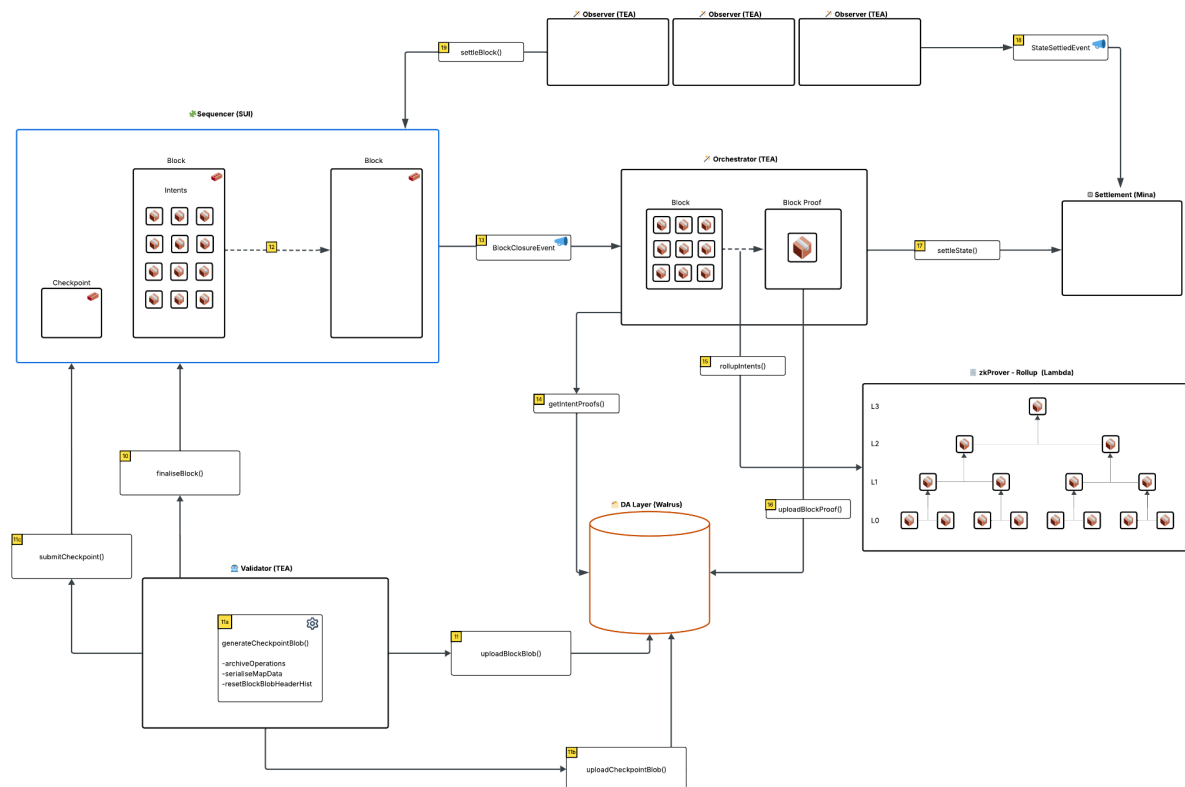 Observer (TEA)
Observer (TEA)
Observer (TEA)
19
settleBlock()
18
StateSettledEvent
Sequencer (SUI)
Block
Intents
12
Block
Checkpoint
13
BlockClosureEvent
Orchestrator (TEA)
Block
Block Proof
17
settleState()
Settlement (Mina)
14
getIntentProofs()
15
rollupIntents()
16
uploadBlockProof()
zkProver - Rollup (Lambda)
L3
L2
L1
L0
DA Layer (Walrus)
10
finaliseBlock()
11c
submitCheckpoint()
Validator (TEA)
11a
generateCheckpointBlob()
-archiveOperations
-serialiseMapData
-resetBlockBlobHeaderHist
11
uploadBlockBlob()
11b
uploadCheckpointBlob()